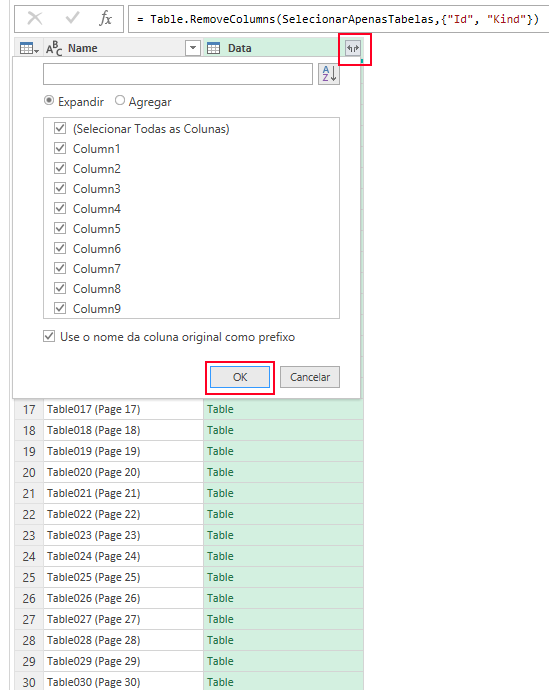 fx = Table.RemoveColumns(SelecionarApenasTabelas,{"Id", "Kind"})
ABC Name Data
AZ
Expandir Agregar
(Selecionar Todas as Colunas)
Column1
Column2
Column3
Column4
Column5
Column6
Column7
Column8
Column9
Use o nome da coluna original como prefixo
OK Cancelar
17 Table017 (Page 17) Table
18 Table018 (Page 18) Table
19 Table019 (Page 19) Table
20 Table020 (Page 20) Table
21 Table021 (Page 21) Table
22 Table022 (Page 22) Table
23 Table023 (Page 23) Table
24 Table024 (Page 24) Table
25 Table025 (Page 25) Table
26 Table026 (Page 26) Table
27 Table027 (Page 27) Table
28 Table028 (Page 28) Table
29 Table029 (Page 29) Table
30 Table030 (Page 30) Table